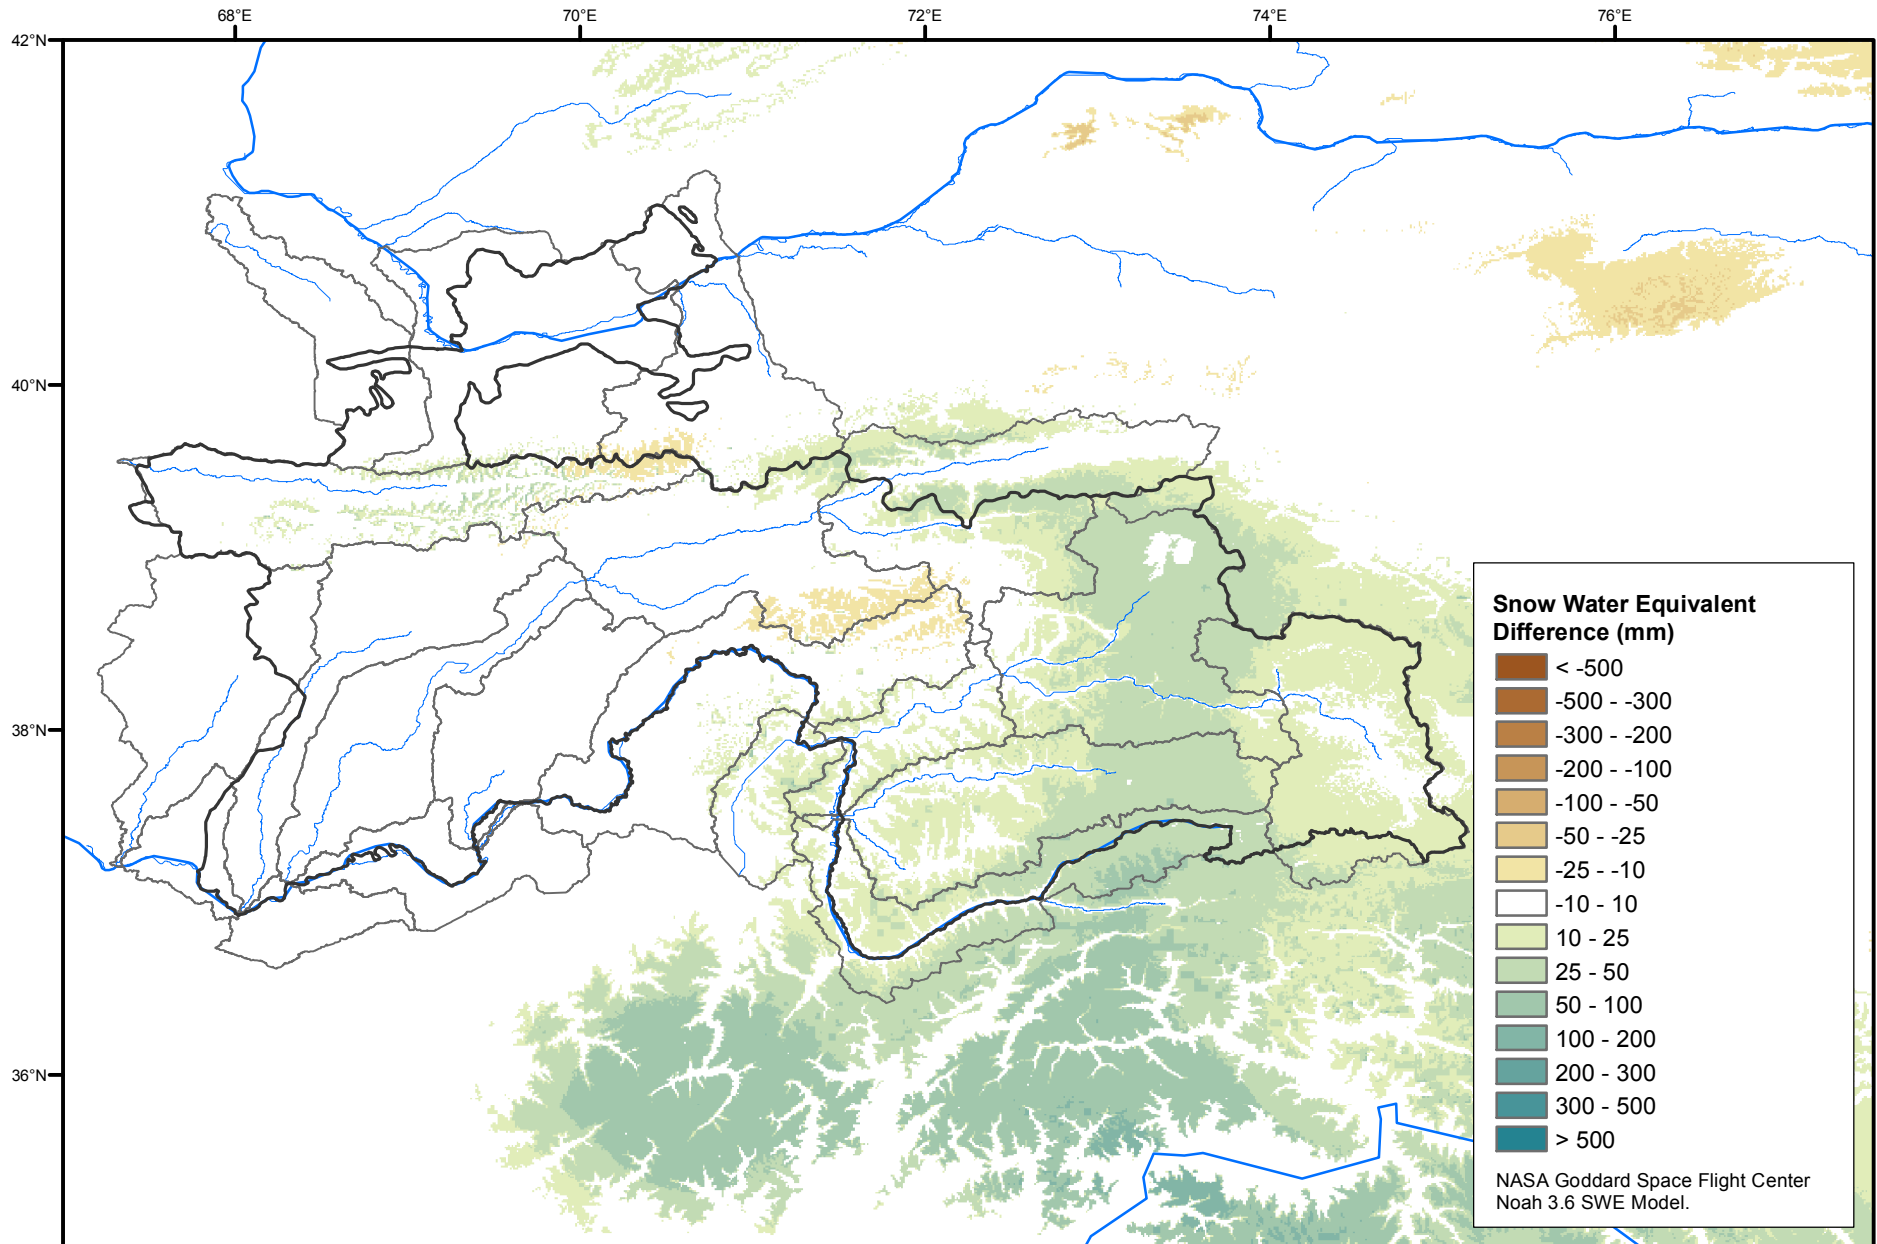 68°E 70°E 72°E 74°E 76°E
42°N
40°N
38°N
36°N
Snow Water Equivalent
Difference (mm)
< -500
-500 - -300
-300 - -200
-200 - -100
-100 - -50
-50 - -25
-25 - -10
-10 - 10
10 - 25
25 - 50
50 - 100
100 - 200
200 - 300
300 - 500
> 500
NASA Goddard Space Flight Center
Noah 3.6 SWE Model.